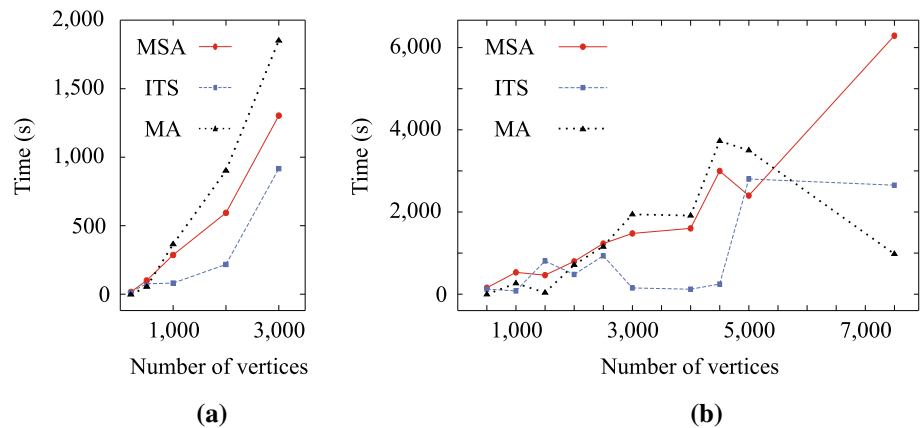 2,000
1,500
1,000
500
0
Time (s)
MSA
ITS
MA
1,000 3,000
Number of vertices
(a)
6,000
4,000
2,000
0
Time (s)
MSA
ITS
MA
1,000 3,000 5,000 7,000
Number of vertices
(b)